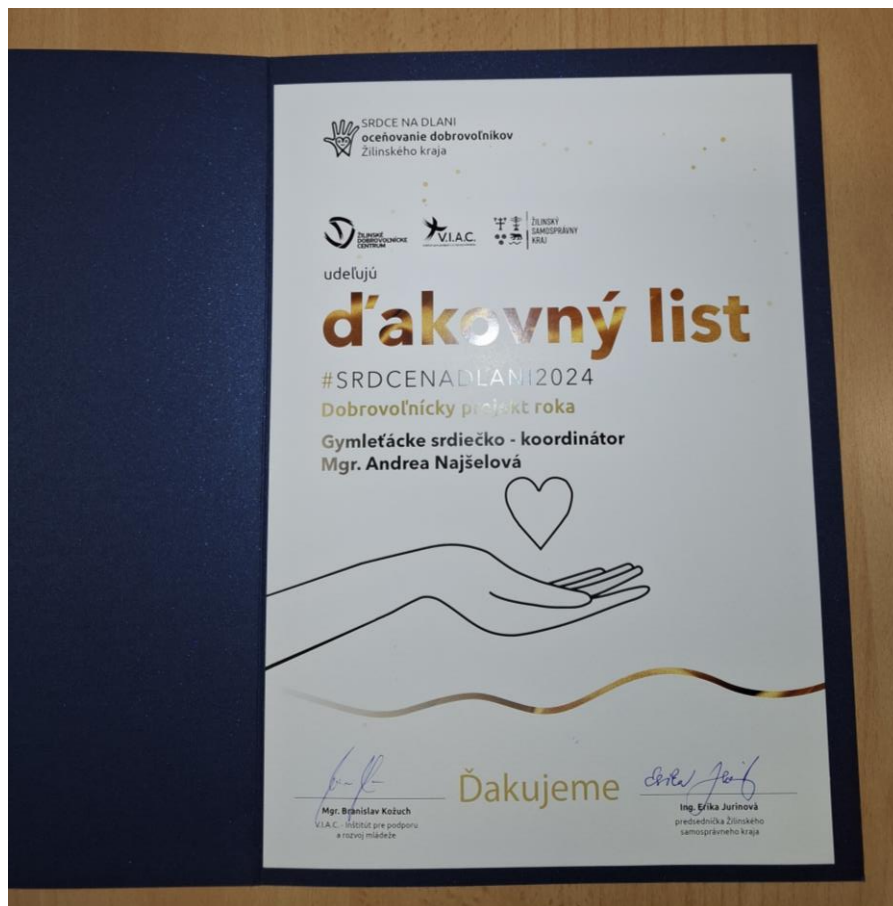 SRDCE NA DLANI
oceňovanie dobrovoľníkov
Žilinského kraja
ŽILINSKÉ
DOBROVOĽNÍCKE
CENTRUM
V.I.A.C.
ŽILINSKÝ
SAMOSPRÁVNY
KRAJ
udeľujú
ďakovný list
#SRDCENADLANI2024
Dobrovoľnícky projekt roka
Gymleťácke srdiečko - koordinátor
Mgr. Andrea Najšelová
Ďakujeme
Mgr. Branislav Kožuch
V.I.A.C. - Inštitút pre podporu
a rozvoj mládeže
Ing. Erika Jurinová
predsedníčka Žilinského
samosprávneho kraja